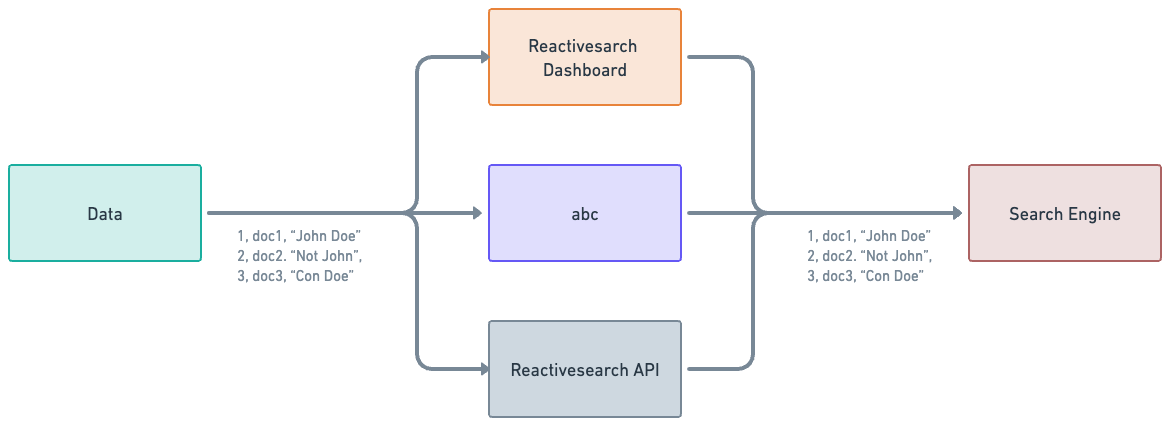 Reactivesarch
Dashboard
Data
abc
Search Engine
1, doc1, “John Doe”
2, doc2. “Not John”,
3, doc3, “Con Doe”
1, doc1, “John Doe”
2, doc2. “Not John”,
3, doc3, “Con Doe”
Reactivesearch API